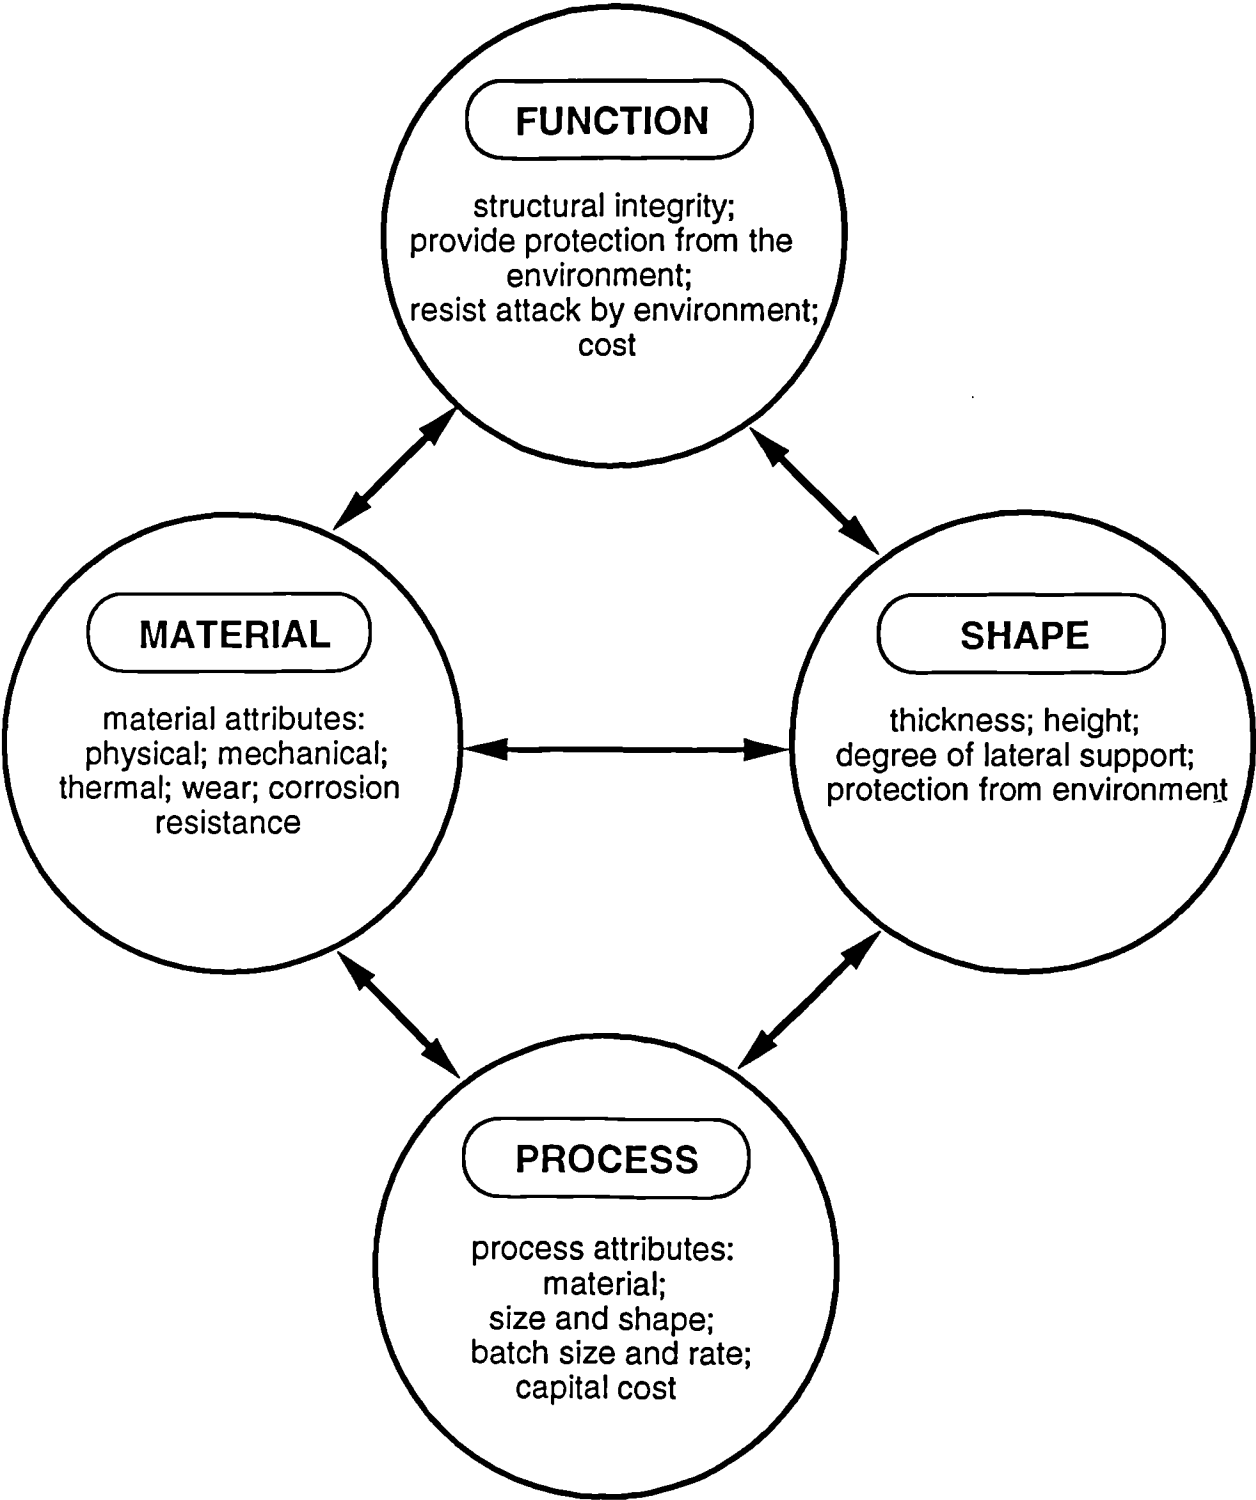 FUNCTION
structural integrity;
provide protection from the
environment;
resist attack by environment;
cost
MATERIAL
material attributes:
physical; mechanical;
thermal; wear; corrosion
resistance
SHAPE
thickness; height;
degree of lateral support;
protection from environment
PROCESS
process attributes:
material;
size and shape;
batch size and rate;
capital cost